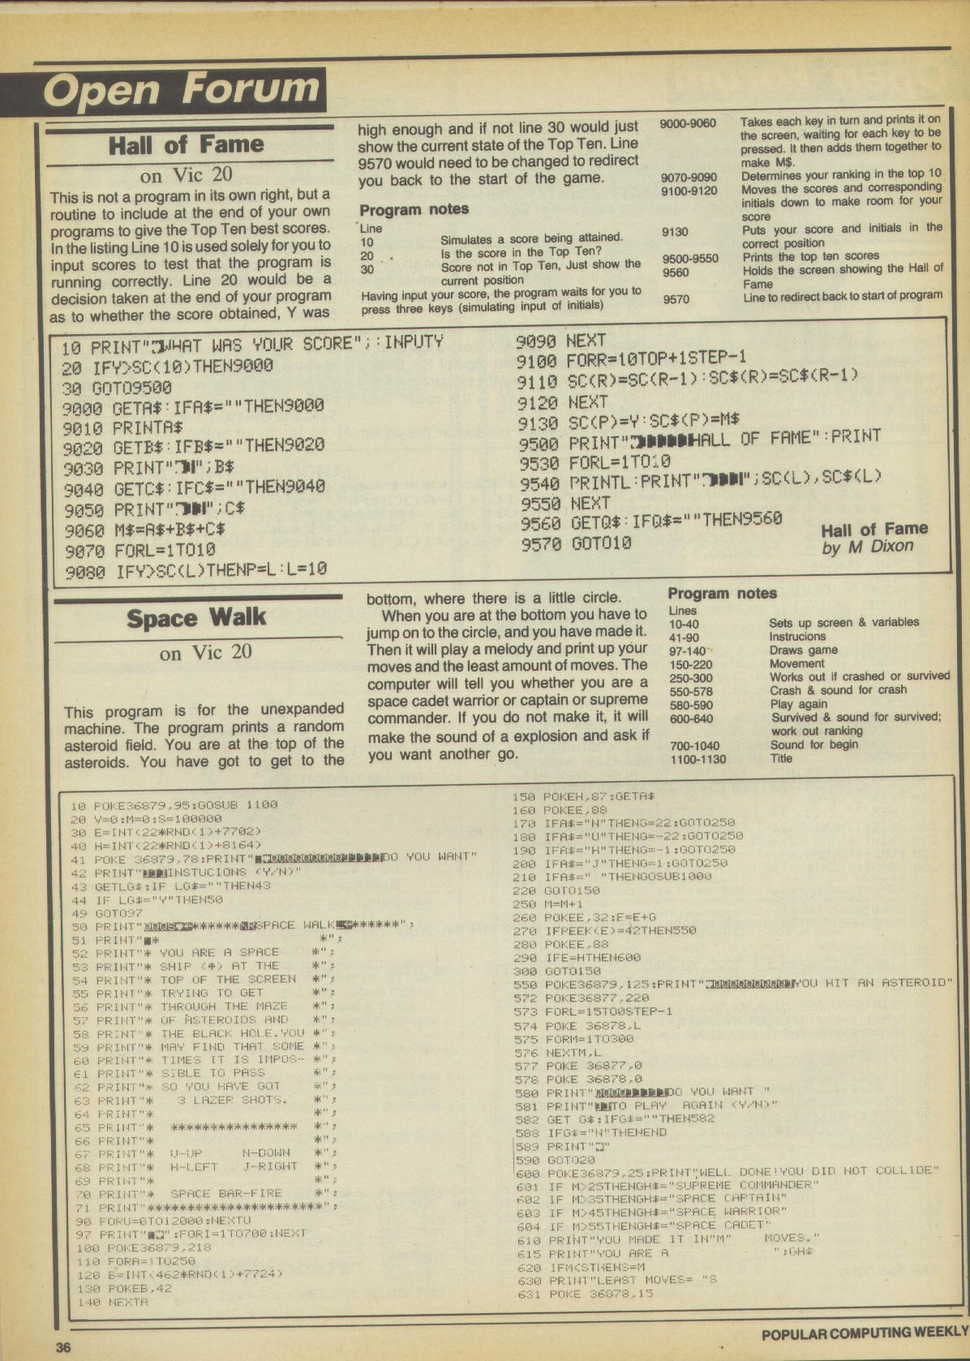 Open Forum
Hall of Fame
on Vic 20
This is not a program in its own right, but a
routine to include at the end of your own
programs to give the Top Ten best scores.
In the listing Line 10 is used solely for you to
input scores to test that the program is
running correctly. Line 20 would be a
decision taken at the end of your program
as to whether the score obtained, Y was
high enough and if not line 30 would just
show the current state of the Top Ten. Line
9570 would need to be changed to redirect
you back to the start of the game.
Program notes
Line
10 Simulates a score being attained.
20 Is the score in the Top Ten?
30 Score not in Top Ten, Just show the
current position
Having input your score, the program waits for you to
press three keys (simulating input of initials)
9000-9060 Takes each key in turn and prints it on
the screen, waiting for each key to be
pressed. It then adds them together to
make M$.
9070-9090 Determines your ranking in the top 10
9100-9120 Moves the scores and corresponding
initials down to make room for your
score
9130 Puts your score and initials in the
correct position
9500-9550 Prints the top ten scores
9560 Holds the screen showing the Hall of
Fame
9570 Line to redirect back to start of program
10 PRINT"WHAT WAS YOUR SCORE";:INPUTY
20 IFY>SC(10)THEN9000
30 GOTO9500
9000 GETA$:IFA$=""THEN9000
9010 PRINTA$
9020 GETB$:IFB$=""THEN9020
9030 PRINT"";B$
9040 GETC$:IFC$=""THEN9040
9050 PRINT"";C$
9060 M$=A$+B$+C$
9070 FORL=1TO10
9080 IFY>SC(L)THENP=L:L=10
9090 NEXT
9100 FORR=10TOP+1STEP-1
9110 SC(R)=SC(R-1):SC$(R)=SC$(R-1)
9120 NEXT
9130 SC(P)=Y:SC$(P)=M$
9500 PRINT"HALL OF FAME":PRINT
9530 FORL=1TO10
9540 PRINTL:PRINT"";SC(L),SC$(L)
9550 NEXT
9560 GETQ$:IFQ$=""THEN9560
9570 GOTO10
Hall of Fame
by M Dixon
Space Walk
on Vic 20
This program is for the unexpanded
machine. The program prints a random
asteroid field. You are at the top of the
asteroids. You have got to get to the
bottom, where there is a little circle.
When you are at the bottom you have to
jump on to the circle, and you have made it.
Then it will play a melody and print up your
moves and the least amount of moves. The
computer will tell you whether you are a
space cadet warrior or captain or supreme
commander. If you do not make it, it will
make the sound of a explosion and ask if
you want another go.
Program notes
Lines
10-40 Sets up screen & variables
41-90 Instrucions
97-140 Draws game
150-220 Movement
250-300 Works out if crashed or survived
550-578 Crash & sound for crash
580-590 Play again
600-640 Survived & sound for survived;
work out ranking
700-1040 Sound for begin
1100-1130 Title
10 POKE36879,95:GOSUB 1100
20 V=0:M=0:S=100000
30 E=INT(22*RND(1)+7702)
40 H=INT(22*RND(1)+8164)
41 POKE 36879,78:PRINT"DO YOU WANT"
42 PRINT"INSTUCIONS (Y/N)"
43 GETLG$:IF LG$=""THEN43
44 IF LG$="Y"THEN50
49 GOTO97
50 PRINT"******SPACE WALK******";
51 PRINT"* *";
52 PRINT"* YOU ARE A SPACE *";
53 PRINT"* SHIP (♣) AT THE *";
54 PRINT"* TOP OF THE SCREEN *";
55 PRINT"* TRYING TO GET *";
56 PRINT"* THROUGH THE MAZE *";
57 PRINT"* OF ASTEROIDS AND *";
58 PRINT"* THE BLACK HOLE.YOU *";
59 PRINT"* MAY FIND THAT SOME *";
60 PRINT"* TIMES IT IS IMPOS- *";
61 PRINT"* SIBLE TO PASS *";
62 PRINT"* SO YOU HAVE GOT *";
63 PRINT"* 3 LAZER SHOTS. *";
64 PRINT"* *";
65 PRINT"* **************** *";
66 PRINT"* *";
67 PRINT"* U-UP N-DOWN *";
68 PRINT"* H-LEFT J-RIGHT *";
69 PRINT"* *";
70 PRINT"* SPACE BAR-FIRE *";
71 PRINT"**********************";
90 FORU=0TO12000:NEXTU
97 PRINT"":FORI=1TO700:NEXT
100 POKE36879,218
110 FORA=1TO250
120 B=INT(462*RND(1)+7724)
130 POKEB,42
140 NEXTA
150 POKEH,87:GETA$
160 POKEE,88
170 IFA$="N"THENG=22:GOTO250
180 IFA$="U"THENG=-22:GOTO250
190 IFA$="H"THENG=-1:GOTO250
200 IFA$="J"THENG=1:GOTO250
210 IFA$=" "THENGOSUB1000
220 GOTO150
250 M=M+1
260 POKEE,32:E=E+G
270 IFPEEK(E)=42THEN550
280 POKEE,88
290 IFE=HTHEN600
300 GOTO150
550 POKE36879,125:PRINT"YOU HIT AN ASTEROID"
572 POKE36877,220
573 FORL=15TO0STEP-1
574 POKE 36878,L
575 FORM=1TO300
576 NEXTM,L
577 POKE 36877,0
578 POKE 36878,0
580 PRINT"DO YOU WANT "
581 PRINT"TO PLAY AGAIN (Y/N)"
582 GET G$:IFG$=""THEN582
588 IFG$="N"THENEND
589 PRINT""
590 GOTO20
600 POKE36879,25:PRINT"WELL DONE!YOU DID NOT COLLIDE"
601 IF M>25THENGH$="SUPREME COMMANDER"
602 IF M>35THENGH$="SPACE CAPTAIN"
603 IF M>45THENGH$="SPACE WARRIOR"
604 IF M>55THENGH$="SPACE CADET"
610 PRINT"YOU MADE IT IN"M" MOVES."
615 PRINT"YOU ARE A ";GH$
620 IFM<STHENS=M
630 PRINT"LEAST MOVES= "S
631 POKE 36878,15
36
POPULAR COMPUTING WEEKLY